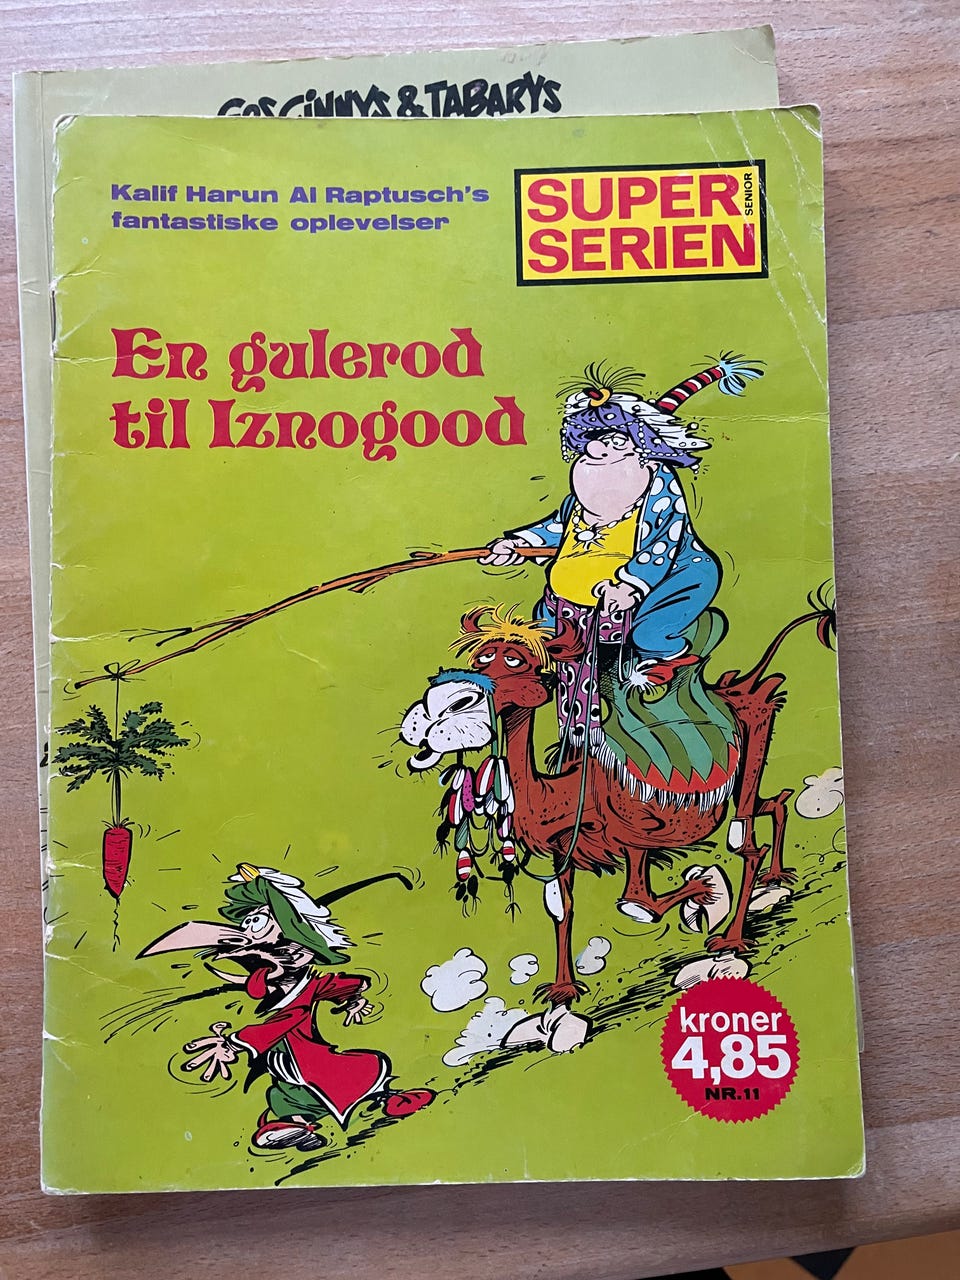 GOSCINNYS & TABARYS
Kalif Harun Al Raptusch's
fantastiske oplevelser
SUPER
SERIEN
SENIOR
En gulerod
til Iznogood
kroner
4,85
NR.11